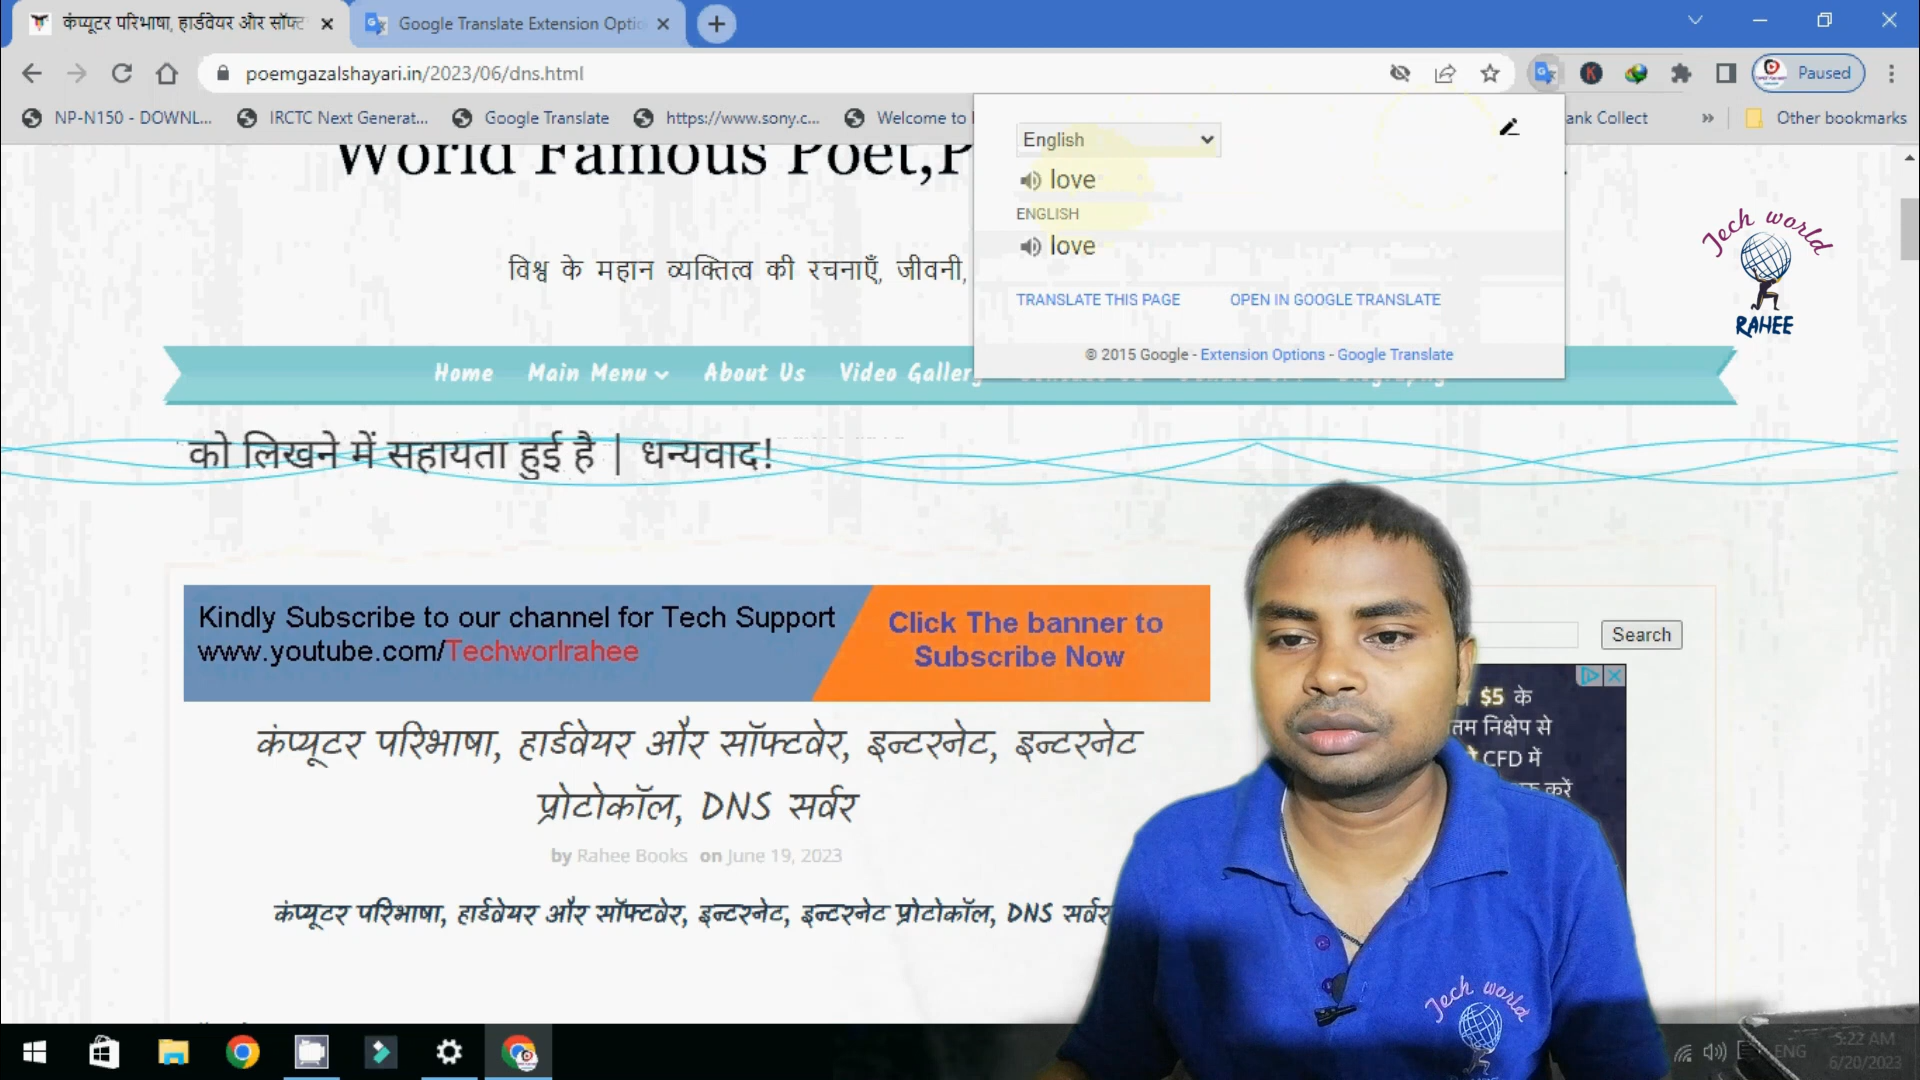 कंप्यूटर परिभाषा, हार्डवेयर और सॉफ्ट
Google Translate Extension Optio
poemgazalshayari.in/2023/06/dns.html
Paused
NP-N150 - DOWNL...
IRCTC Next Generat...
Google Translate
https://www.sony.c...
Welcome to
ank Collect
Other bookmarks
World Famous Poet,P
English
love
ENGLISH
love
TRANSLATE THIS PAGE
OPEN IN GOOGLE TRANSLATE
© 2015 Google - Extension Options - Google Translate
विश्व के महान व्यक्तित्व की रचनाएँ, जीवनी,
Tech world
RAHEE
Home
Main Menu
About Us
Video Gallery
को लिखने में सहायता हुई है | धन्यवाद!
Kindly Subscribe to our channel for Tech Support
www.youtube.com/Techworlrahee
Click The banner to
Subscribe Now
Search
$5 के
तम निक्षेप से
CFD में
करें
कंप्यूटर परिभाषा, हार्डवेयर और सॉफ्टवेर, इन्टरनेट, इन्टरनेट
प्रोटोकॉल, DNS सर्वर
by Rahee Books on June 19, 2023
कंप्यूटर परिभाषा, हार्डवेयर और सॉफ्टवेर, इन्टरनेट, इन्टरनेट प्रोटोकॉल, DNS सर्वर
RAHEE
Tech world
ENG
5:22 AM
6/20/2023